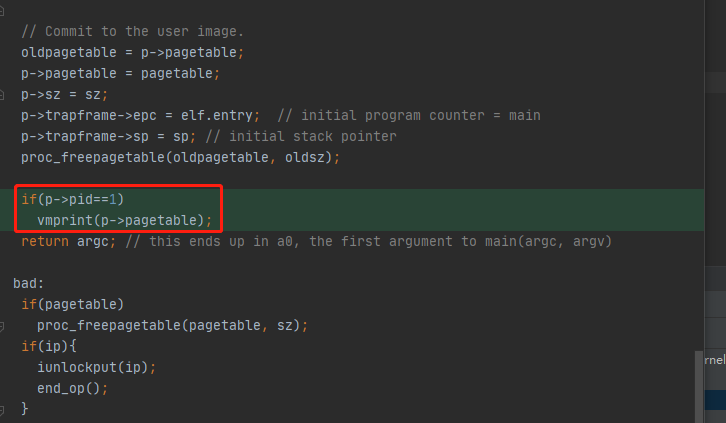 // Commit to the user image.
oldpagetable = p->pagetable;
p->pagetable = pagetable;
p->sz = sz;
p->trapframe->epc = elf.entry;  // initial program counter = main
p->trapframe->sp = sp; // initial stack pointer
proc_freepagetable(oldpagetable, oldsz);
if(p->pid==1)
vmprint(p->pagetable);
return argc; // this ends up in a0, the first argument to main(argc, argv)
bad:
if(pagetable)
proc_freepagetable(pagetable, sz);
if(ip){
iunlockput(ip);
end_op();
}
rnel